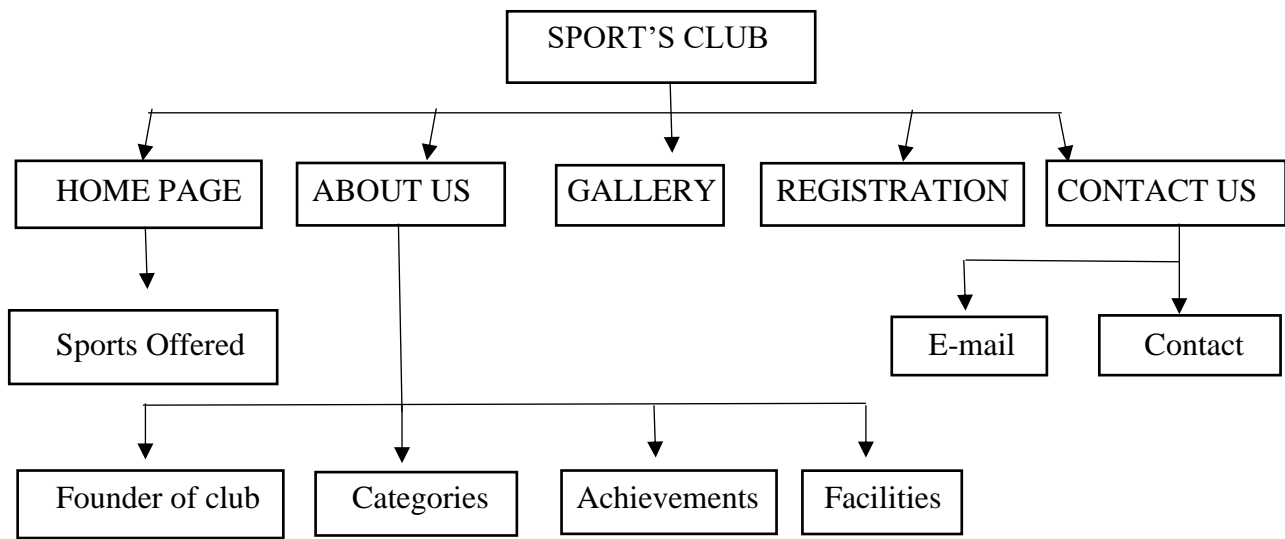 SPORT’S CLUB
HOME PAGE
ABOUT US
GALLERY
REGISTRATION
CONTACT US
Sports Offered
E-mail
Contact
Founder of club
Categories
Achievements
Facilities